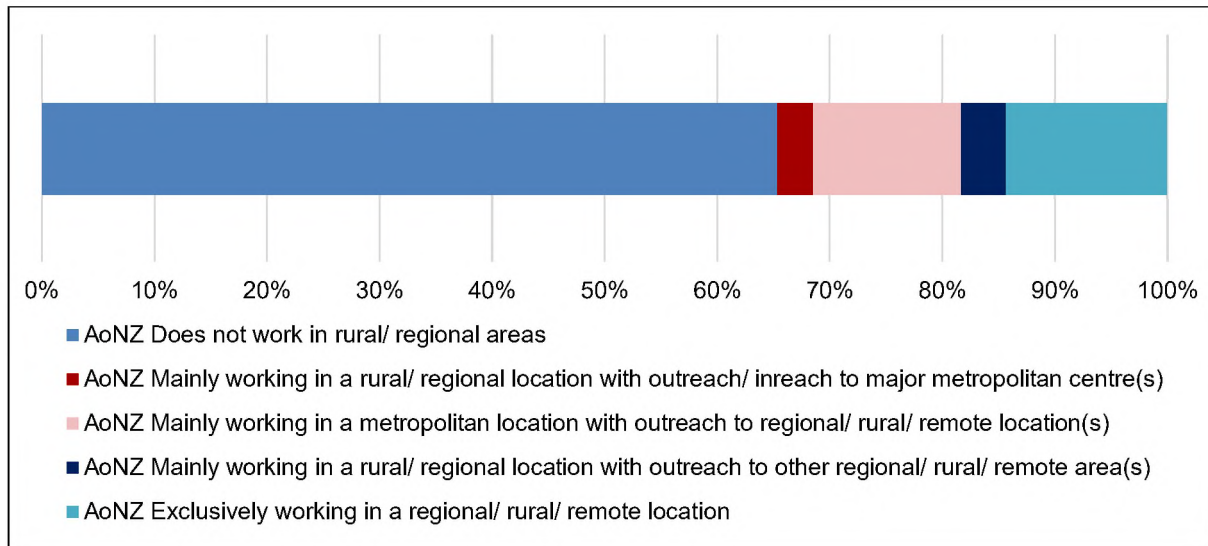 0% 10% 20% 30% 40% 50% 60% 70% 80% 90% 100%
AoNZ Does not work in rural/ regional areas
AoNZ Mainly working in a rural/ regional location with outreach/ inreach to major metropolitan centre(s)
AoNZ Mainly working in a metropolitan location with outreach to regional/ rural/ remote location(s)
AoNZ Mainly working in a rural/ regional location with outreach to other regional/ rural/ remote area(s)
AoNZ Exclusively working in a regional/ rural/ remote location